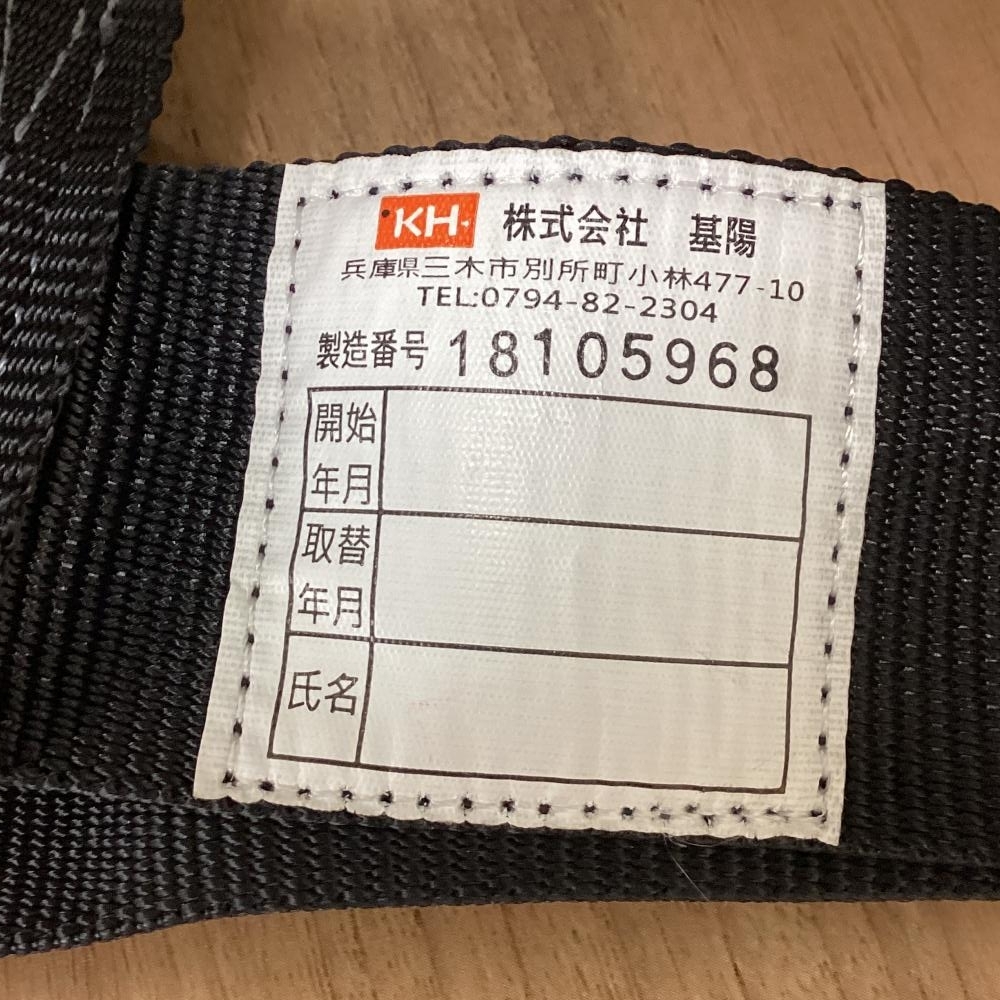 KH 株式会社 基陽
兵庫県三木市別所町小林477-10
TEL:0794-82-2304
製造番号 18105968
開始
年月
取替
年月
氏名